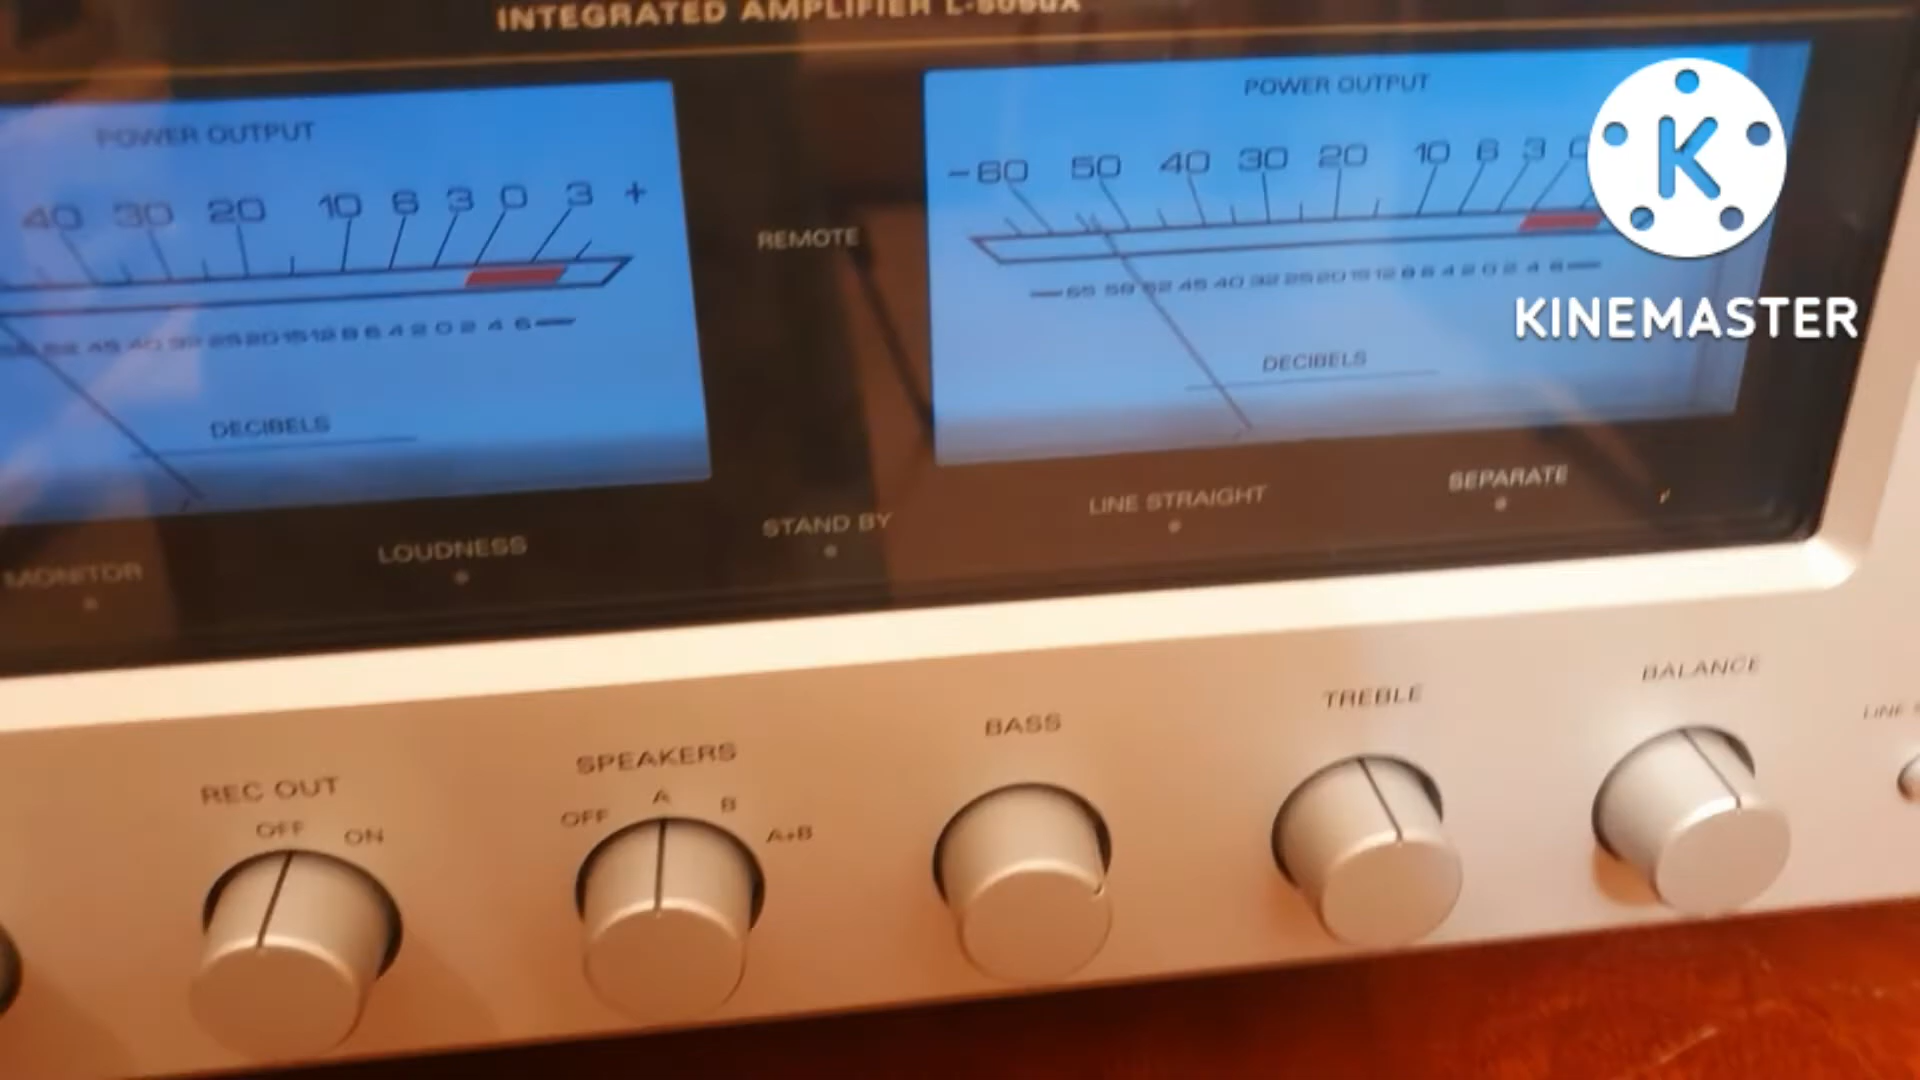 INTEGRATED AMPLIFIER
POWER OUTPUT
40 30 20 10 6 3 0 3 +
DECIBELS
REMOTE
POWER OUTPUT
-60 50 40 30 20 10 6 3 0
DECIBELS
K
KINEMASTER
MONITOR
LOUDNESS
STAND BY
LINE STRAIGHT
SEPARATE
REC OUT
OFF ON
SPEAKERS
OFF A B A+B
BASS
TREBLE
BALANCE
LINE